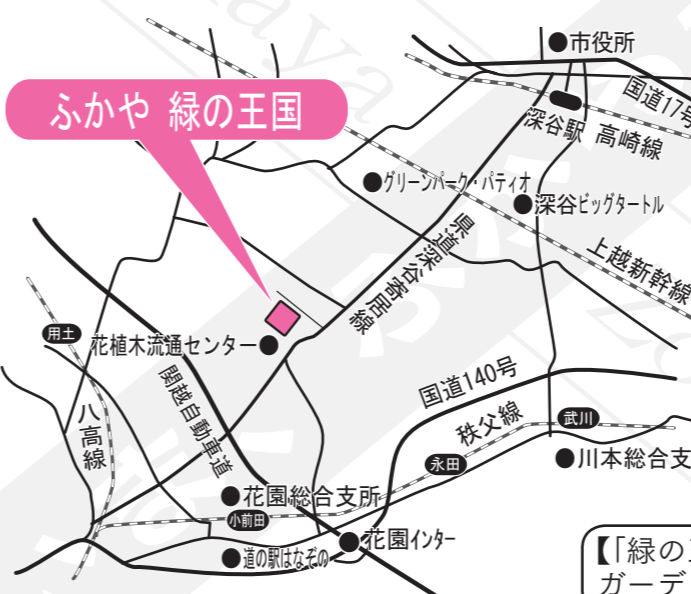 市役所
国道17号
深谷駅 高崎線
ふかや 緑の王国
グリーンパーク・パティオ
深谷ビッグタートル
県道深谷寄居線
上越新幹線
用土
花植木流通センター
八高線
関越自動車道
国道140号
秩父線
武川
永田
川本総合支
花園総合支所
小前田
花園インター
道の駅はなぞの
【「緑の
ガーデ